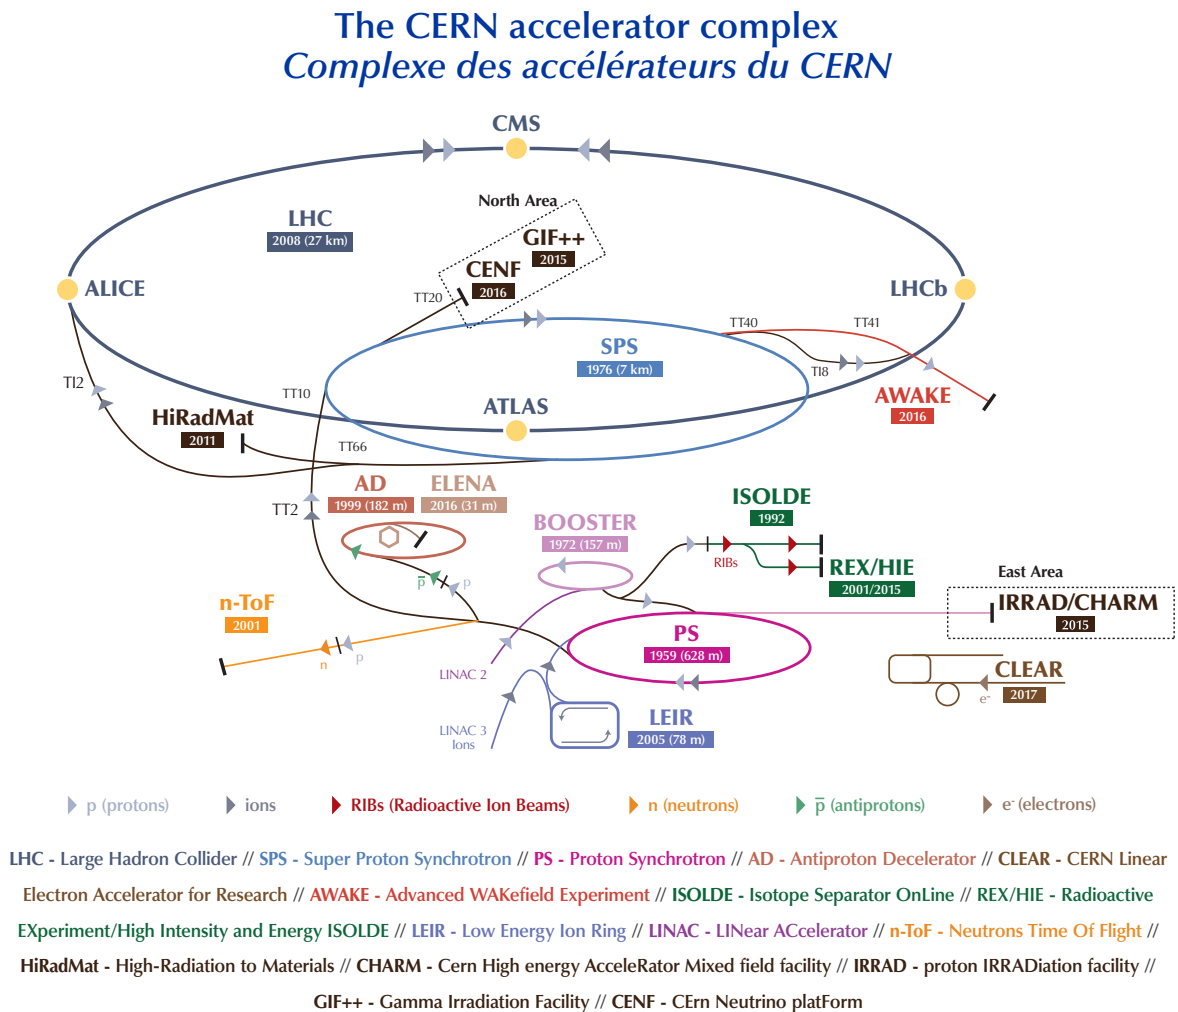 The CERN accelerator complex
Complexe des accélérateurs du CERN
CMS
North Area
LHC
2008 (27 km)
GIF++
2015
CENF
2016
TT20
ALICE
LHCb
TT40
TT41
SPS
1976 (7 km)
TI8
TI2
TT10
AWAKE
2016
ATLAS
HiRadMat
2011
TT66
AD
1999 (182 m)
ELENA
2016 (31 m)
TT2
ISOLDE
1992
BOOSTER
1972 (157 m)
RIBs
REX/HIE
2001/2015
East Area
p̅
p
IRRAD/CHARM
2015
n-ToF
2001
PS
1959 (628 m)
n
p
LINAC 2
CLEAR
2017
e-
LEIR
2005 (78 m)
LINAC 3
Ions
p (protons)
ions
RIBs (Radioactive Ion Beams)
n (neutrons)
p̅ (antiprotons)
e- (electrons)
LHC - Large Hadron Collider // SPS - Super Proton Synchrotron // PS - Proton Synchrotron // AD - Antiproton Decelerator // CLEAR - CERN Linear
Electron Accelerator for Research // AWAKE - Advanced WAKefield Experiment // ISOLDE - Isotope Separator OnLine // REX/HIE - Radioactive
EXperiment/High Intensity and Energy ISOLDE // LEIR - Low Energy Ion Ring // LINAC - LINear ACcelerator // n-ToF - Neutrons Time Of Flight //
HiRadMat - High-Radiation to Materials // CHARM - Cern High energy AcceleRator Mixed field facility // IRRAD - proton IRRADiation facility //
GIF++ - Gamma Irradiation Facility // CENF - CErn Neutrino platForm